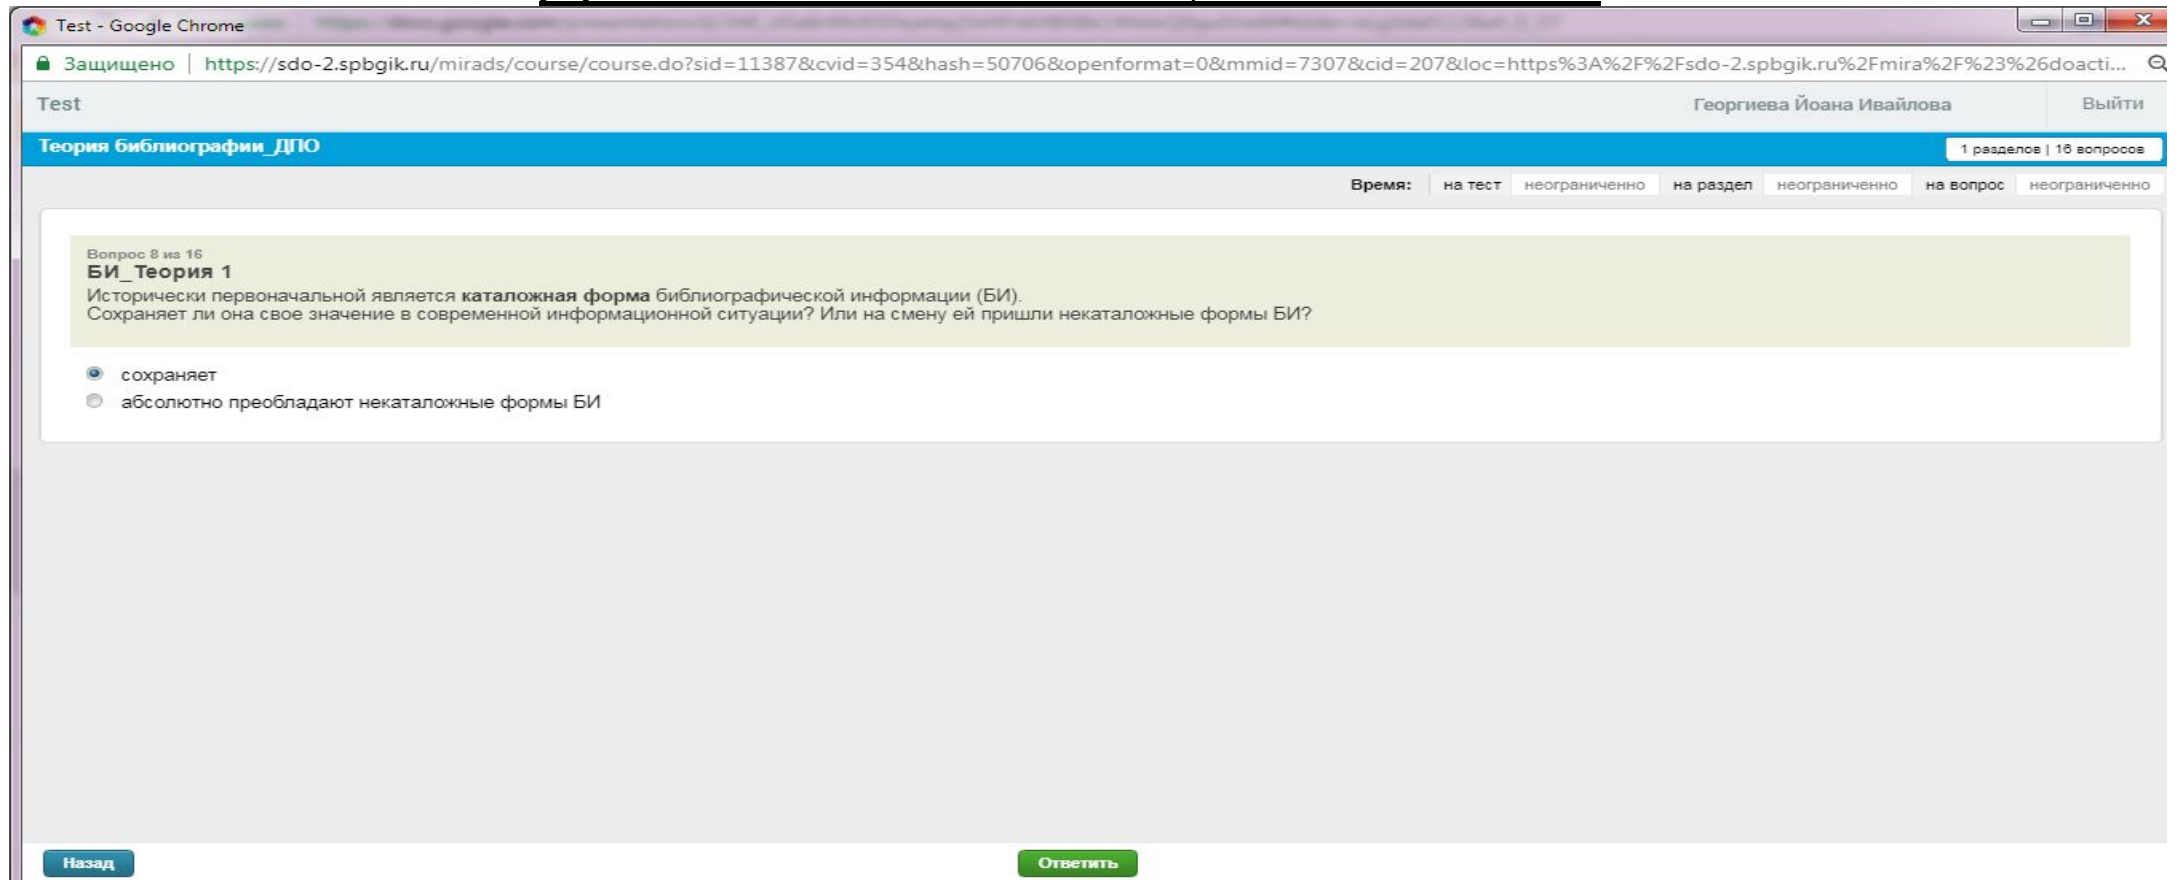 Test - Google Chrome
Защищено | https://sdo-2.spbgik.ru/mirads/course/course.do?sid=11387&cvid=354&hash=50706&openformat=0&mmid=7307&cid=207&loc=https%3A%2F%2Fsdo-2.spbgik.ru%2Fmira%2F%23%26doacti...
Test Георгиева Йоана Ивайлова Выйти
Теория библиографии_ДПО 1 разделов | 16 вопросов
Время: на тест неограниченно на раздел неограниченно на вопрос неограниченно
Вопрос 8 из 16
БИ_Теория 1
Исторически первоначальной является каталожная форма библиографической информации (БИ).
Сохраняет ли она свое значение в современной информационной ситуации? Или на смену ей пришли некаталожные формы БИ?
сохраняет
абсолютно преобладают некаталожные формы БИ
Назад Ответить